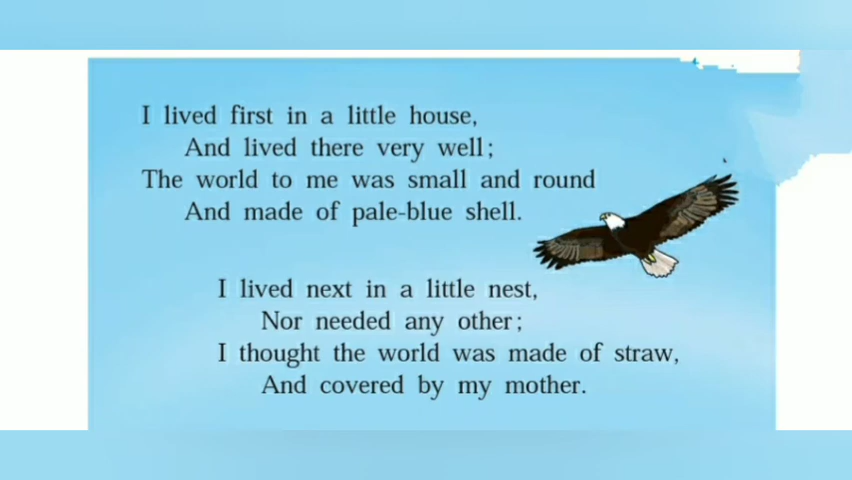 I lived first in a little house,
And lived there very well;
The world to me was small and round
And made of pale-blue shell.
I lived next in a little nest,
Nor needed any other;
I thought the world was made of straw,
And covered by my mother.